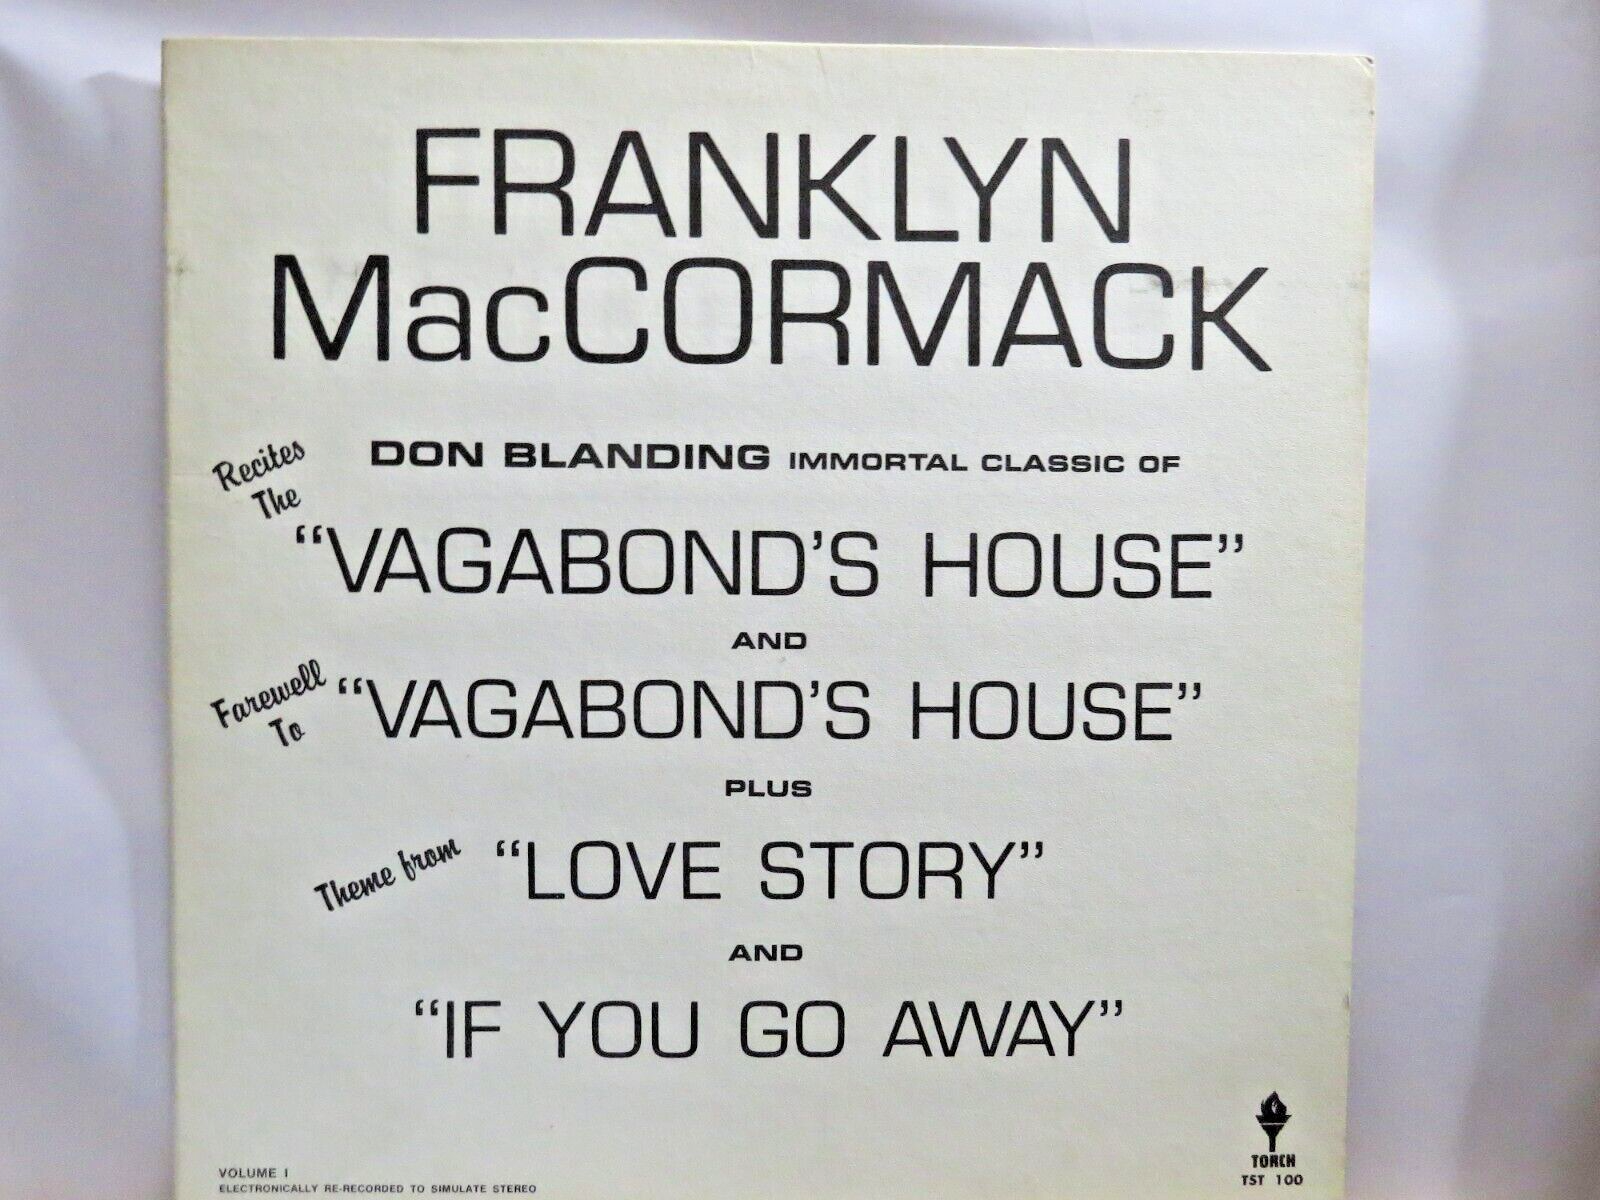 FRANKLYN
MacCORMACK
Recites
The
DON BLANDING IMMORTAL CLASSIC OF
“VAGABOND’S HOUSE”
AND
Farewell
To
“VAGABOND’S HOUSE”
PLUS
Theme from
“LOVE STORY”
AND
“IF YOU GO AWAY”
VOLUME I
ELECTRONICALLY RE-RECORDED TO SIMULATE STEREO
TORCH
TST 100